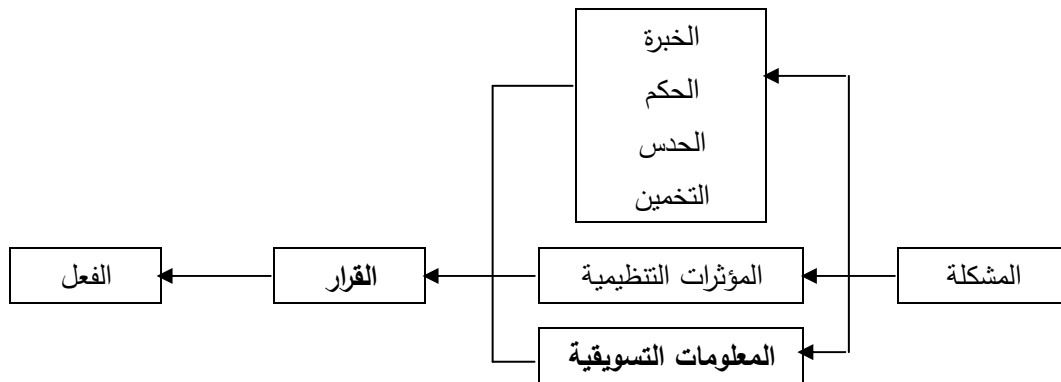 الخبرة
الحكم
الحدس
التخمين
المشكلة
المؤثرات التنظيمية
القرار
الفعل
المعلومات التسويقية